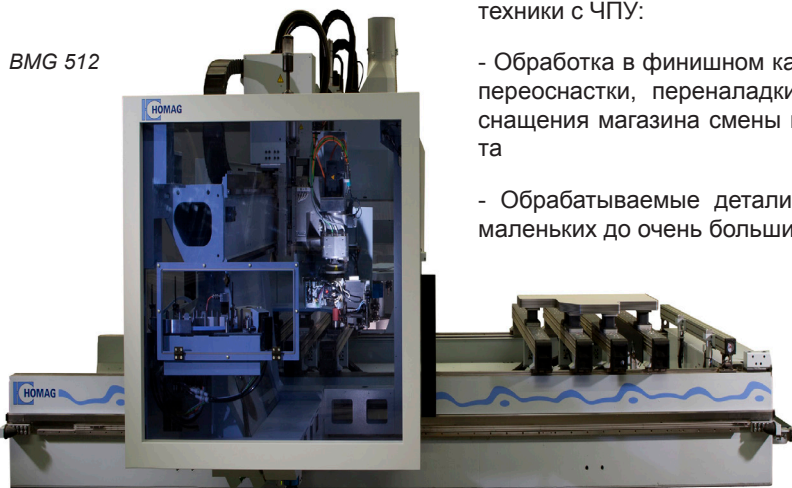 техники с ЧПУ:
BMG 512
- Обработка в финишном ка
переоснастки, переналадки
снащения магазина смены
та
- Обрабатываемые детали
маленьких до очень больши
HOMAG
HOMAG